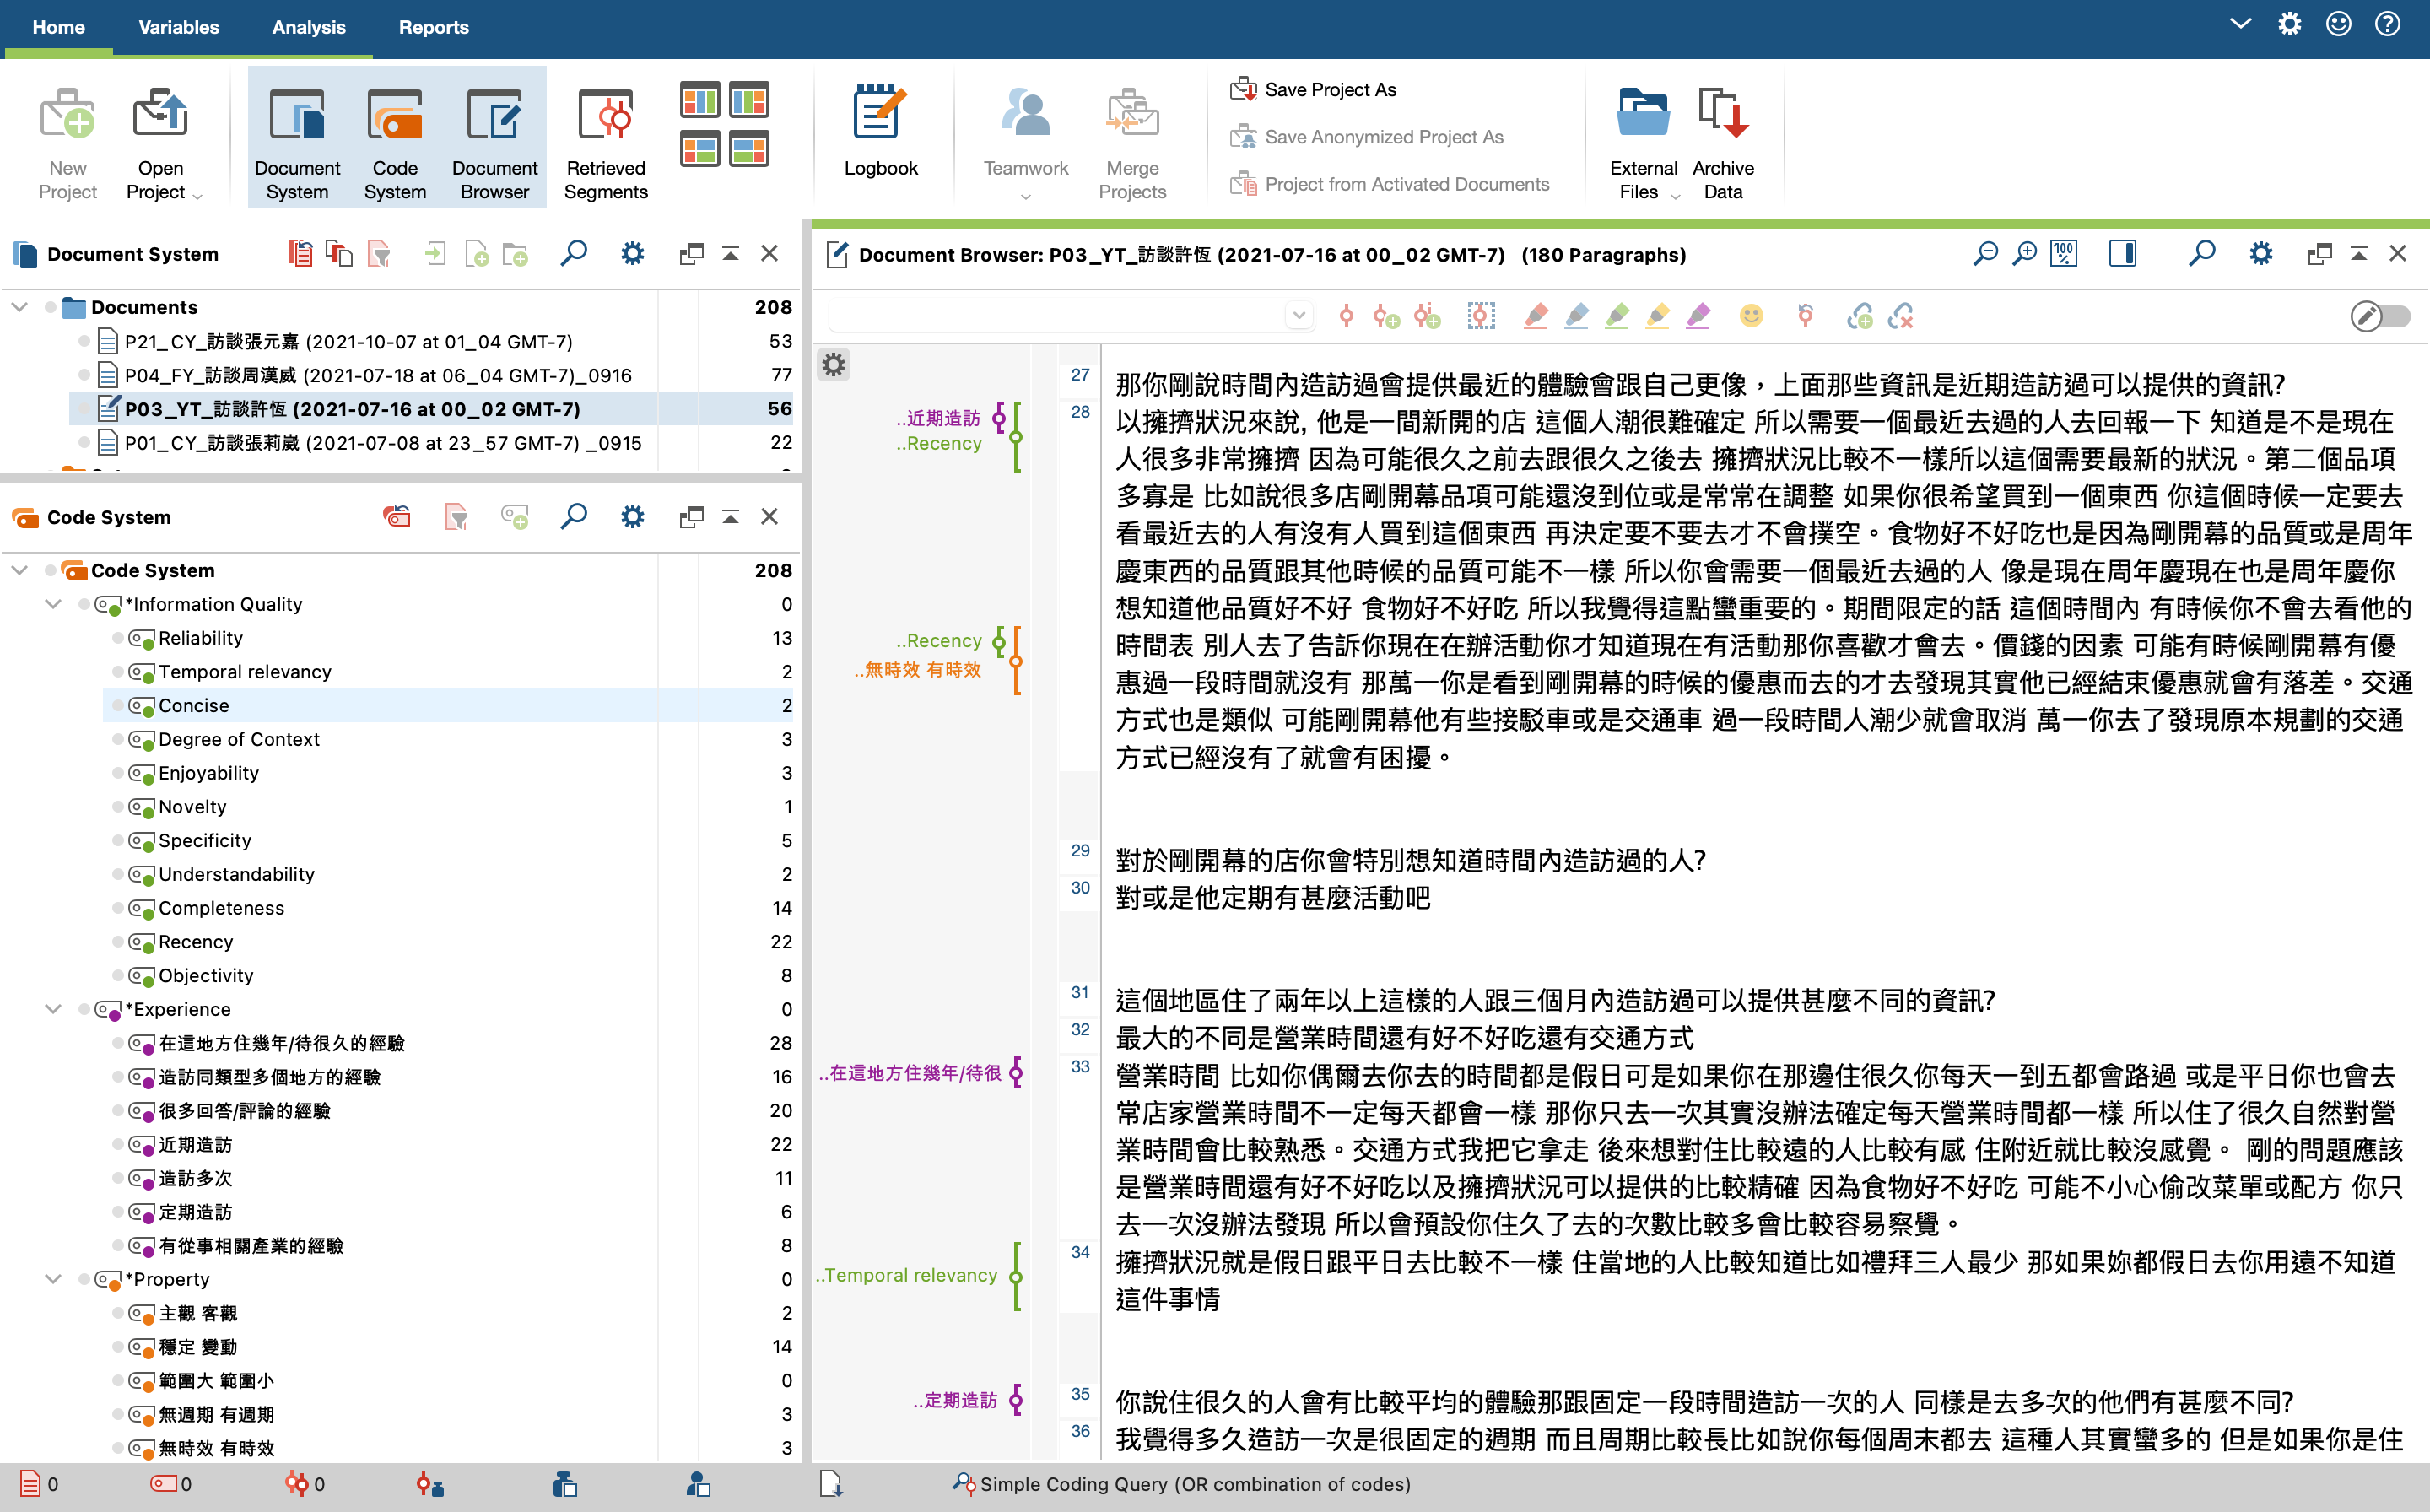 Home Variables Analysis Reports
New Project
Open Project
Document System
Code System
Document Browser
Retrieved Segments
Logbook
Teamwork
Merge Projects
Save Project As
Save Anonymized Project As
Project from Activated Documents
External Files
Archive Data
Document System
Documents 208
P21_CY_訪談張元嘉 (2021-10-07 at 01_04 GMT-7) 53
P04_FY_訪談周漢威 (2021-07-18 at 06_04 GMT-7)_0916 77
P03_YT_訪談許恆 (2021-07-16 at 00_02 GMT-7) 56
P01_CY_訪談張莉崴 (2021-07-08 at 23_57 GMT-7) _0915 22
Code System
Code System 208
*Information Quality 0
Reliability 13
Temporal relevancy 2
Concise 2
Degree of Context 3
Enjoyability 3
Novelty 1
Specificity 5
Understandability 2
Completeness 14
Recency 22
Objectivity 8
*Experience 0
在這地方住幾年/待很久的經驗 28
造訪同類型多個地方的經驗 16
很多回答/評論的經驗 20
近期造訪 22
造訪多次 11
定期造訪 6
有從事相關產業的經驗 8
*Property 0
主觀 客觀 2
穩定 變動 14
範圍大 範圍小 0
無週期 有週期 3
無時效 有時效 3
Document Browser: P03_YT_訪談許恆 (2021-07-16 at 00_02 GMT-7) (180 Paragraphs)
100 %
..近期造訪
..Recency
..Recency
..無時效 有時效
..在這地方住幾年/待很
..Temporal relevancy
..定期造訪
27 那你剛說時間內造訪過會提供最近的體驗會跟自己更像，上面那些資訊是近期造訪過可以提供的資訊?
28 以擁擠狀況來說, 他是一間新開的店 這個人潮很難確定 所以需要一個最近去過的人去回報一下 知道是不是現在
人很多非常擁擠 因為可能很久之前去跟很久之後去 擁擠狀況比較不一樣所以這個需要最新的狀況。第二個品項
多寡是 比如說很多店剛開幕品項可能還沒到位或是常常在調整 如果你很希望買到一個東西 你這個時候一定要去
看最近去的人有沒有人買到這個東西 再決定要不要去才不會撲空。食物好不好吃也是因為剛開幕的品質或是周年
慶東西的品質跟其他時候的品質可能不一樣 所以你會需要一個最近去過的人 像是現在周年慶現在也是周年慶你
想知道他品質好不好 食物好不好吃 所以我覺得這點蠻重要的。期間限定的話 這個時間內 有時候你不會去看他的
時間表 別人去了告訴你現在在辦活動你才知道現在有活動那你喜歡才會去。價錢的因素 可能有時候剛開幕有優
惠過一段時間就沒有 那萬一你是看到剛開幕的時候的優惠而去的才去發現其實他已經結束優惠就會有落差。交通
方式也是類似 可能剛開幕他有些接駁車或是交通車 過一段時間人潮少就會取消 萬一你去了發現原本規劃的交通
方式已經沒有了就會有困擾。
29 對於剛開幕的店你會特別想知道時間內造訪過的人?
30 對或是他定期有甚麼活動吧
31 這個地區住了兩年以上這樣的人跟三個月內造訪過可以提供甚麼不同的資訊?
32 最大的不同是營業時間還有好不好吃還有交通方式
33 營業時間 比如你偶爾去你去的時間都是假日可是如果你在那邊住很久你每天一到五都會路過 或是平日你也會去
常店家營業時間不一定每天都會一樣 那你只去一次其實沒辦法確定每天營業時間都一樣 所以住了很久自然對營
業時間會比較熟悉。交通方式我把它拿走 後來想對住比較遠的人比較有感 住附近就比較沒感覺。 剛的問題應該
是營業時間還有好不好吃以及擁擠狀況可以提供的比較精確 因為食物好不好吃 可能不小心偷改菜單或配方 你只
去一次沒辦法發現 所以會預設你住久了去的次數比較多會比較容易察覺。
34 擁擠狀況就是假日跟平日去比較不一樣 住當地的人比較知道比如禮拜三人最少 那如果妳都假日去你用遠不知道
這件事情
35 你說住很久的人會有比較平均的體驗那跟固定一段時間造訪一次的人 同樣是去多次的他們有甚麼不同?
36 我覺得多久造訪一次是很固定的週期 而且周期比較長比如說你每個周末都去 這種人其實蠻多的 但是如果你是住
0 0 0
Simple Coding Query (OR combination of codes)